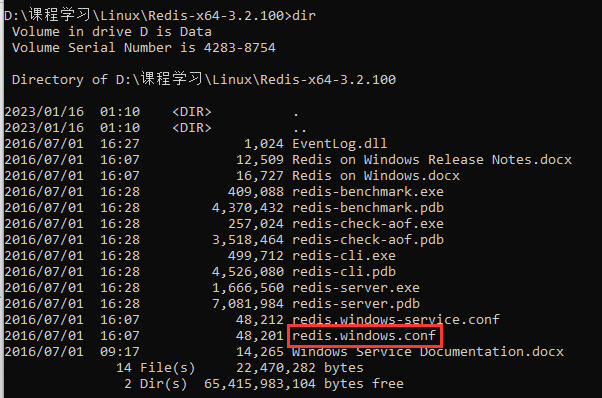 D:\课程学习\Linux\Redis-x64-3.2.100>dir
Volume in drive D is Data
Volume Serial Number is 4283-8754
Directory of D:\课程学习\Linux\Redis-x64-3.2.100
2023/01/16 01:10 <DIR> .
2023/01/16 01:10 <DIR> ..
2016/07/01 16:27 1,024 EventLog.dll
2016/07/01 16:07 12,509 Redis on Windows Release Notes.docx
2016/07/01 16:07 16,727 Redis on Windows.docx
2016/07/01 16:28 409,088 redis-benchmark.exe
2016/07/01 16:28 4,370,432 redis-benchmark.pdb
2016/07/01 16:28 257,024 redis-check-aof.exe
2016/07/01 16:28 3,518,464 redis-check-aof.pdb
2016/07/01 16:28 499,712 redis-cli.exe
2016/07/01 16:28 4,526,080 redis-cli.pdb
2016/07/01 16:28 1,666,560 redis-server.exe
2016/07/01 16:28 7,081,984 redis-server.pdb
2016/07/01 16:07 48,212 redis.windows-service.conf
2016/07/01 16:07 48,201 redis.windows.conf
2016/07/01 09:17 14,265 Windows Service Documentation.docx
14 File(s) 22,470,282 bytes
2 Dir(s) 65,415,983,104 bytes free